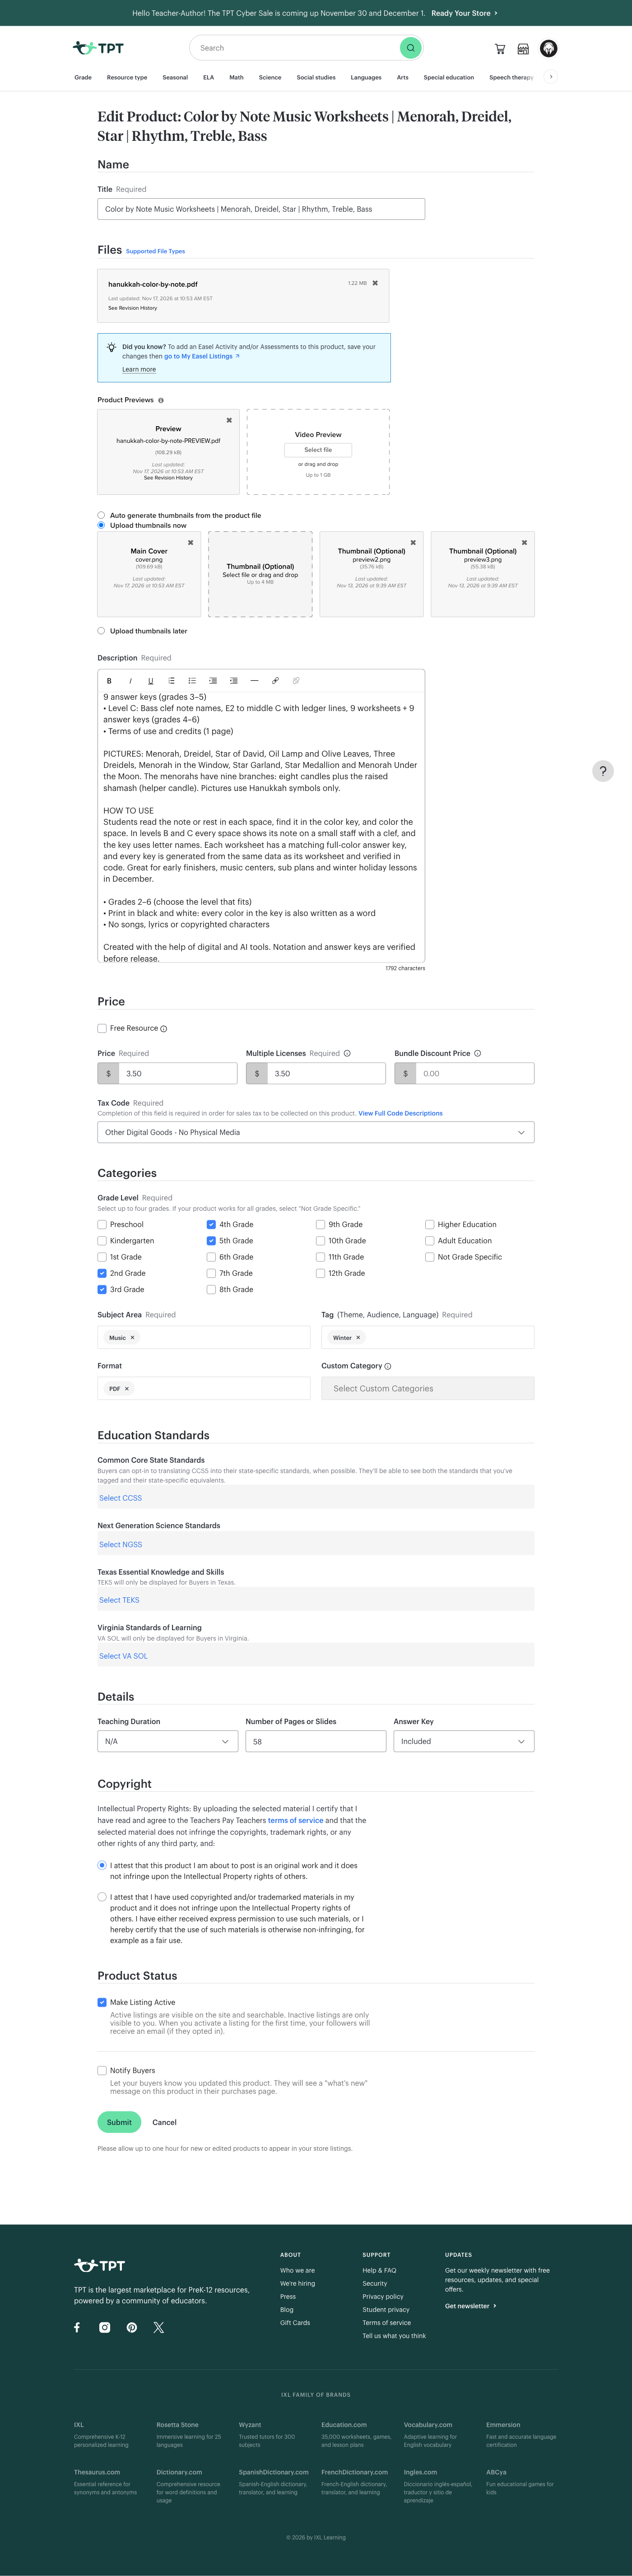 Hello Teacher-Author! The TPT Cyber Sale is coming up November 30 and December 1. Ready Your Store
TPT
Search
Grade Resource type Seasonal ELA Math Science Social studies Languages Arts Special education Speech therapy
Edit Product: Color by Note Music Worksheets | Menorah, Dreidel,
Star | Rhythm, Treble, Bass
Name
Title Required
Color by Note Music Worksheets | Menorah, Dreidel, Star | Rhythm, Treble, Bass
Files Supported File Types
hanukkah-color-by-note.pdf 1.22 MB
Last updated: Nov 17, 2026 at 10:53 AM EST
See Revision History
Did you know? To add an Easel Activity and/or Assessments to this product, save your
changes then go to My Easel Listings
Learn more
Product Previews
Preview
hanukkah-color-by-note-PREVIEW.pdf
(108.29 kB)
Last updated:
Nov 17, 2026 at 10:53 AM EST
See Revision History
Video Preview
Select file
or drag and drop
Up to 1 GB
Auto generate thumbnails from the product file
Upload thumbnails now
Main Cover
cover.png
(109.69 kB)
Last updated:
Nov 17, 2026 at 10:53 AM EST
Thumbnail (Optional)
Select file or drag and drop
Up to 4 MB
Thumbnail (Optional)
preview2.png
(35.76 kB)
Last updated:
Nov 13, 2026 at 9:39 AM EST
Thumbnail (Optional)
preview3.png
(55.38 kB)
Last updated:
Nov 13, 2026 at 9:39 AM EST
Upload thumbnails later
Description Required
B I U
9 answer keys (grades 3–5)
• Level C: Bass clef note names, E2 to middle C with ledger lines, 9 worksheets + 9
answer keys (grades 4–6)
• Terms of use and credits (1 page)
PICTURES: Menorah, Dreidel, Star of David, Oil Lamp and Olive Leaves, Three
Dreidels, Menorah in the Window, Star Garland, Star Medallion and Menorah Under
the Moon. The menorahs have nine branches: eight candles plus the raised
shamash (helper candle). Pictures use Hanukkah symbols only.
HOW TO USE
Students read the note or rest in each space, find it in the color key, and color the
space. In levels B and C every space shows its note on a small staff with a clef, and
the key uses letter names. Each worksheet has a matching full-color answer key,
and every key is generated from the same data as its worksheet and verified in
code. Great for early finishers, music centers, sub plans and winter holiday lessons
in December.
• Grades 2–6 (choose the level that fits)
• Print in black and white: every color in the key is also written as a word
• No songs, lyrics or copyrighted characters
Created with the help of digital and AI tools. Notation and answer keys are verified
before release.
1792 characters
?
Price
Free Resource
Price Required
$ 3.50
Multiple Licenses Required
$ 3.50
Bundle Discount Price
$ 0.00
Tax Code Required
Completion of this field is required in order for sales tax to be collected on this product. View Full Code Descriptions
Other Digital Goods - No Physical Media
Categories
Grade Level Required
Select up to four grades. If your product works for all grades, select "Not Grade Specific."
Preschool 4th Grade 9th Grade Higher Education
Kindergarten 5th Grade 10th Grade Adult Education
1st Grade 6th Grade 11th Grade Not Grade Specific
2nd Grade 7th Grade 12th Grade
3rd Grade 8th Grade
Subject Area Required
Music
Tag (Theme, Audience, Language) Required
Winter
Format
PDF
Custom Category
Select Custom Categories
Education Standards
Common Core State Standards
Buyers can opt-in to translating CCSS into their state-specific standards, when possible. They'll be able to see both the standards that you've
tagged and their state-specific equivalents.
Select CCSS
Next Generation Science Standards
Select NGSS
Texas Essential Knowledge and Skills
TEKS will only be displayed for Buyers in Texas.
Select TEKS
Virginia Standards of Learning
VA SOL will only be displayed for Buyers in Virginia.
Select VA SOL
Details
Teaching Duration
N/A
Number of Pages or Slides
58
Answer Key
Included
Copyright
Intellectual Property Rights: By uploading the selected material I certify that I
have read and agree to the Teachers Pay Teachers terms of service and that the
selected material does not infringe the copyrights, trademark rights, or any
other rights of any third party, and:
I attest that this product I am about to post is an original work and it does
not infringe upon the Intellectual Property rights of others.
I attest that I have used copyrighted and/or trademarked materials in my
product and it does not infringe upon the Intellectual Property rights of
others. I have either received express permission to use such materials, or I
hereby certify that the use of such materials is otherwise non-infringing, for
example as a fair use.
Product Status
Make Listing Active
Active listings are visible on the site and searchable. Inactive listings are only
visible to you. When you activate a listing for the first time, your followers will
receive an email (if they opted in).
Notify Buyers
Let your buyers know you updated this product. They will see a "what's new"
message on this product in their purchases page.
Submit Cancel
Please allow up to one hour for new or edited products to appear in your store listings.
TPT
TPT is the largest marketplace for PreK-12 resources,
powered by a community of educators.
ABOUT
Who we are
We're hiring
Press
Blog
Gift Cards
SUPPORT
Help & FAQ
Security
Privacy policy
Student privacy
Terms of service
Tell us what you think
UPDATES
Get our weekly newsletter with free
resources, updates, and special
offers.
Get newsletter
IXL FAMILY OF BRANDS
IXL
Comprehensive K-12
personalized learning
Rosetta Stone
Immersive learning for 25
languages
Wyzant
Trusted tutors for 300
subjects
Education.com
35,000 worksheets, games,
and lesson plans
Vocabulary.com
Adaptive learning for
English vocabulary
Emmersion
Fast and accurate language
certification
Thesaurus.com
Essential reference for
synonyms and antonyms
Dictionary.com
Comprehensive resource
for word definitions and
usage
SpanishDictionary.com
Spanish-English dictionary,
translator, and learning
FrenchDictionary.com
French-English dictionary,
translator, and learning
Ingles.com
Diccionario inglés-español,
traductor y sitio de
aprendizaje
ABCya
Fun educational games for
kids
© 2026 by IXL Learning